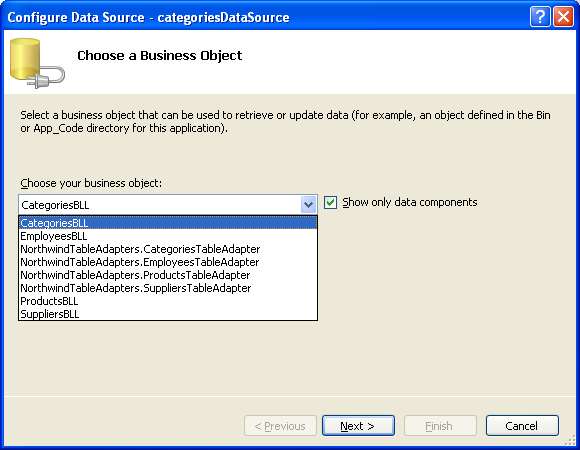 Configure Data Source - categoriesDataSource
Choose a Business Object
Select a business object that can be used to retrieve or update data (for example, an object defined in the Bin
or App_Code directory for this application).
Choose your business object:
CategoriesBLL
Show only data components
CategoriesBLL
EmployeesBLL
NorthwindTableAdapters.CategoriesTableAdapter
NorthwindTableAdapters.EmployeesTableAdapter
NorthwindTableAdapters.ProductsTableAdapter
NorthwindTableAdapters.SuppliersTableAdapter
ProductsBLL
SuppliersBLL
< Previous
Next >
Finish
Cancel